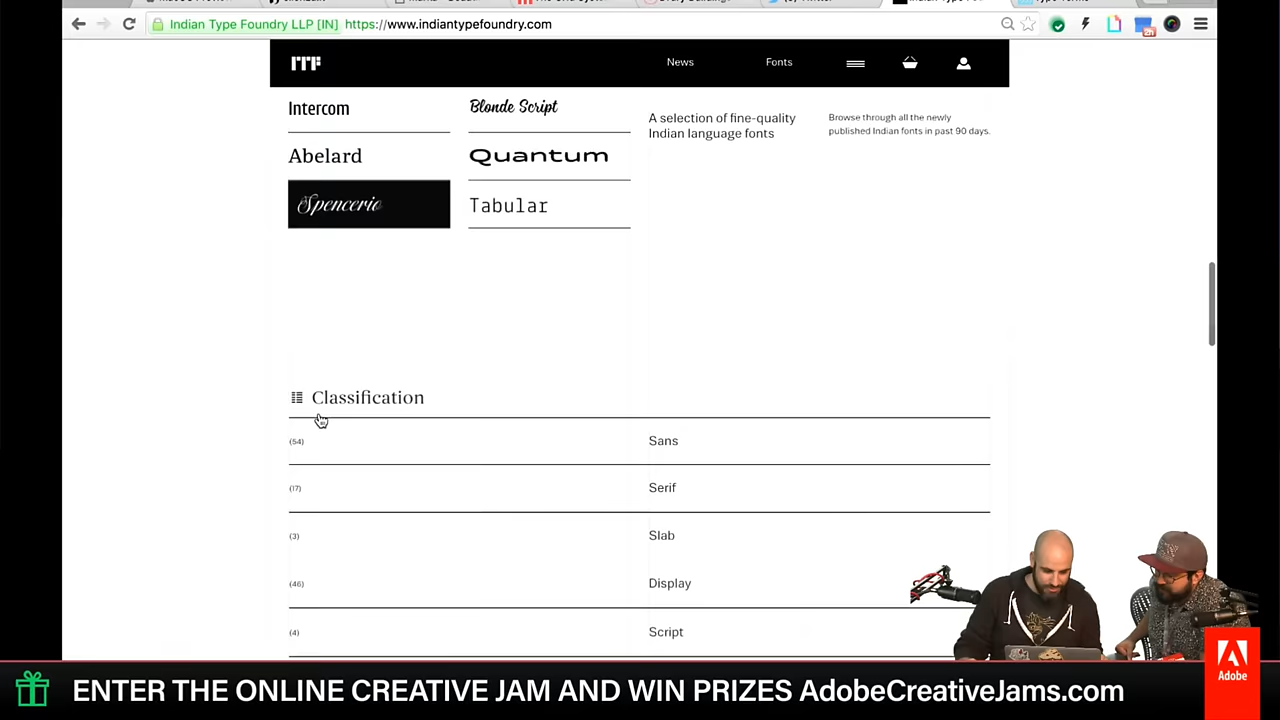 Indian Type Foundry LLP [IN] https://www.indiantypefoundry.com
ITF
News
Fonts
Intercom
Blonde Script
A selection of fine-quality
Indian language fonts
Browse through all the newly
published Indian fonts in past 90 days.
Abelard
Quantum
Spencerio
Tabular
Classification
(54) Sans
(17) Serif
(3) Slab
(46) Display
(4) Script
ENTER THE ONLINE CREATIVE JAM AND WIN PRIZES AdobeCreativeJams.com
Adobe